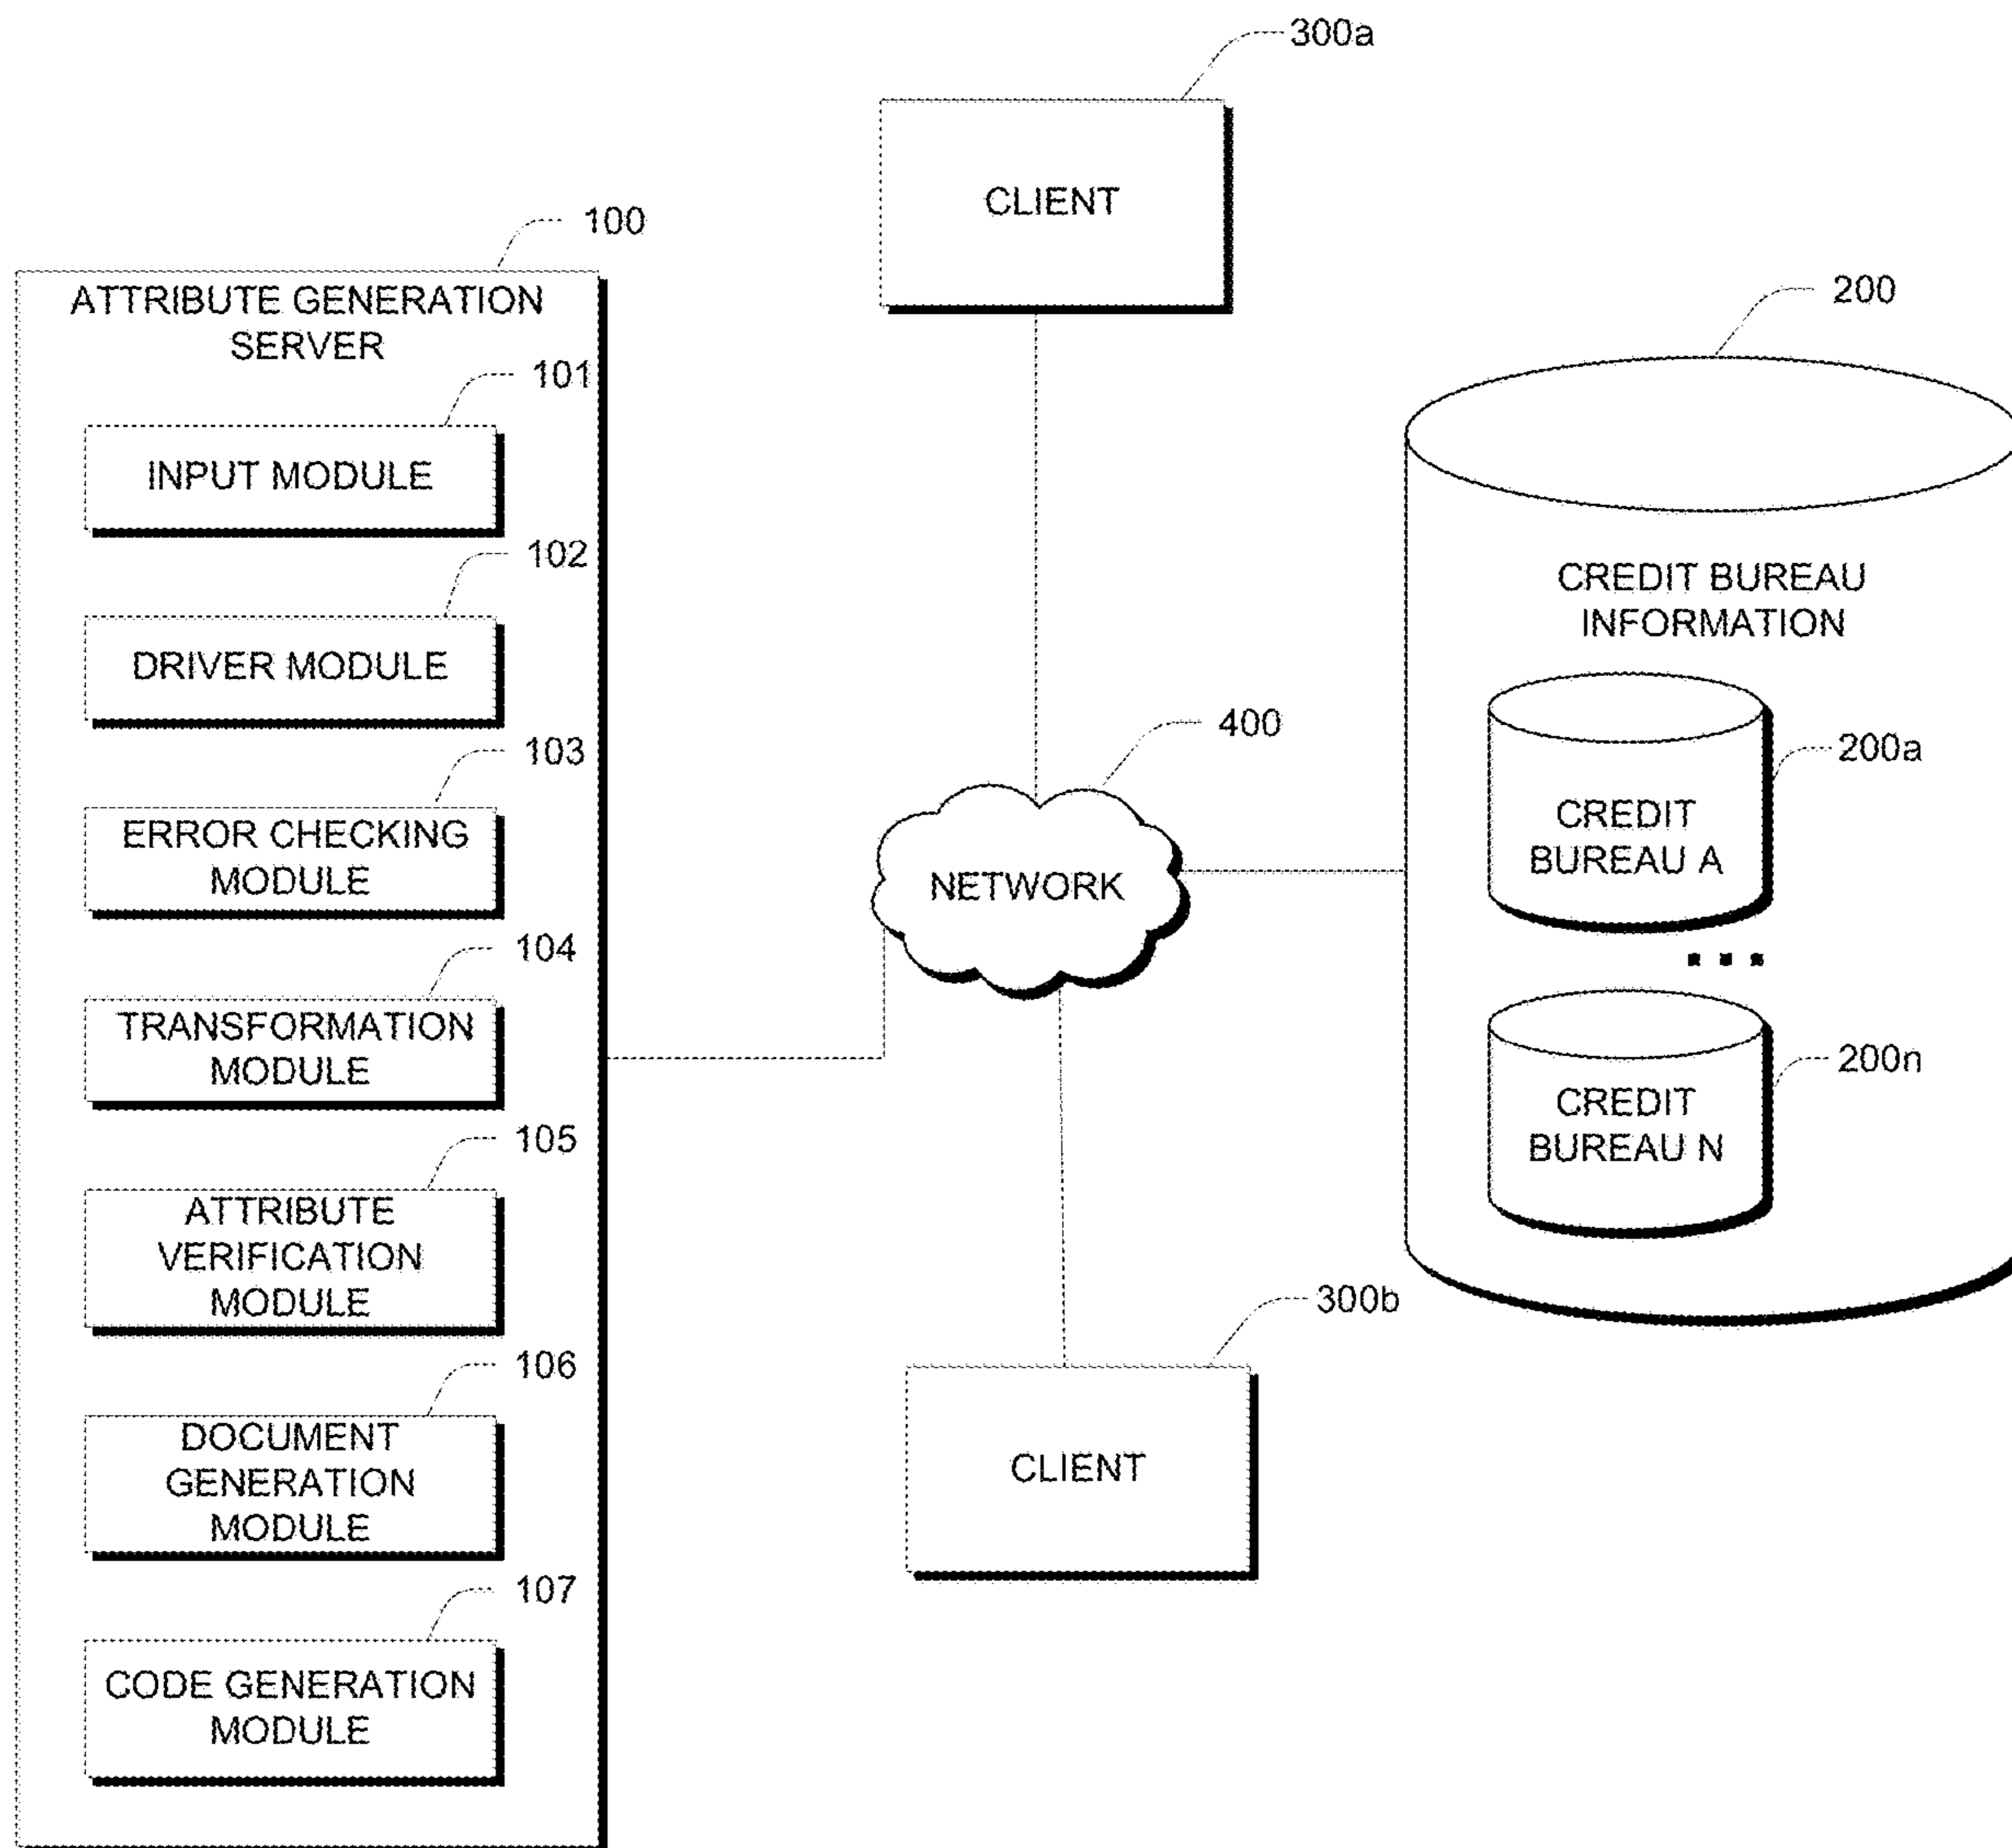 300a
CLIENT
100
ATTRIBUTE GENERATION
SERVER
101
INPUT MODULE
102
DRIVER MODULE
103
ERROR CHECKING
MODULE
104
TRANSFORMATION
MODULE
105
ATTRIBUTE
VERIFICATION
MODULE
106
DOCUMENT
GENERATION
MODULE
107
CODE GENERATION
MODULE
400
NETWORK
300b
CLIENT
200
CREDIT BUREAU
INFORMATION
200a
CREDIT
BUREAU A
...
200n
CREDIT
BUREAU N